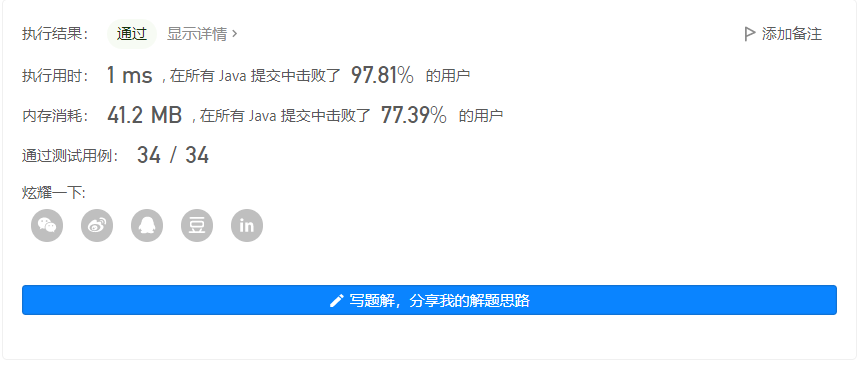 执行结果： 通过 显示详情 › 添加备注
执行用时： 1 ms , 在所有 Java 提交中击败了 97.81% 的用户
内存消耗： 41.2 MB , 在所有 Java 提交中击败了 77.39% 的用户
通过测试用例： 34 / 34
炫耀一下:
豆 in
写题解，分享我的解题思路